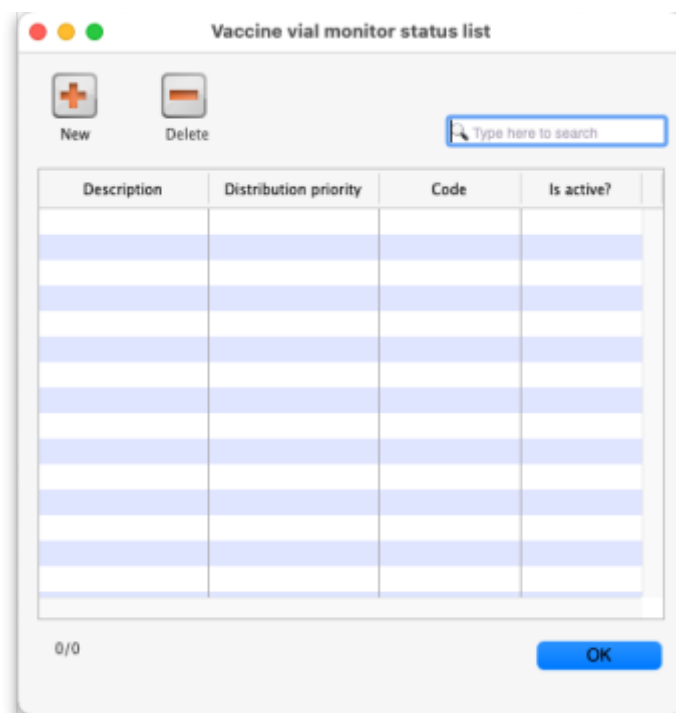 Vaccine vial monitor status list
New Delete
Type here to search
Description Distribution priority Code Is active?
0/0
OK